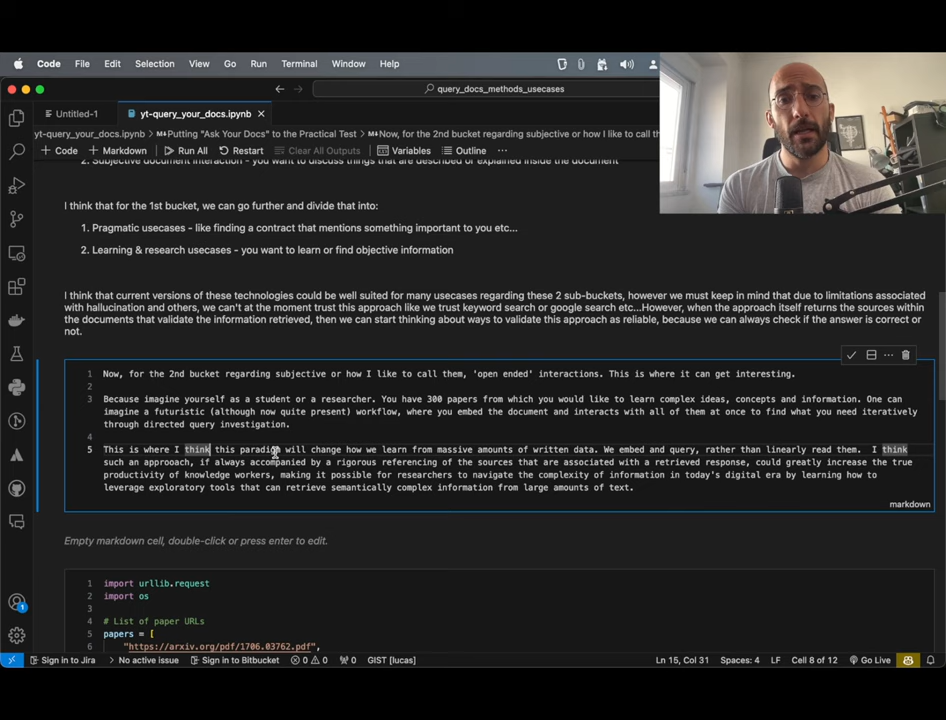 Code File Edit Selection View Go Run Terminal Window Help
query_docs_methods_usecases
Untitled-1 yt-query_your_docs.ipynb
yt-query_your_docs.ipynb > Putting "Ask Your Docs" to the Practical Test > Now, for the 2nd bucket regarding subjective or how I like to call th
+ Code + Markdown Run All Restart Clear All Outputs Variables Outline ...
2. Subjective document interaction - you want to discuss things that are described or explained inside the document
I think that for the 1st bucket, we can go further and divide that into:
1. Pragmatic usecases - like finding a contract that mentions something important to you etc...
2. Learning & research usecases - you want to learn or find objective information
I think that current versions of these technologies could be well suited for many usecases regarding these 2 sub-buckets, however we must keep in mind that due to limitations associated
with hallucination and others, we can't at the moment trust this approach like we trust keyword search or google search etc...However, when the approach itself returns the sources within
the documents that validate the information retrieved, then we can start thinking about ways to validate this approach as reliable, because we can always check if the answer is correct or
not.
1 Now, for the 2nd bucket regarding subjective or how I like to call them, 'open ended' interactions. This is where it can get interesting.
2
3 Because imagine yourself as a student or a researcher. You have 300 papers from which you would like to learn complex ideas, concepts and information. One can
imagine a futuristic (although now quite present) workflow, where you embed the document and interacts with all of them at once to find what you need iteratively
through directed query investigation.
4
5 This is where I think this paradigm will change how we learn from massive amounts of written data. We embed and query, rather than linearly read them.  I think
such an approach, if always accompanied by a rigorous referencing of the sources that are associated with a retrieved response, could greatly increase the true
productivity of knowledge workers, making it possible for researchers to navigate the complexity of information in today's digital era by learning how to
leverage exploratory tools that can retrieve semantically complex information from large amounts of text.
markdown
Empty markdown cell, double-click or press enter to edit.
1 import urllib.request
2 import os
3
4 # List of paper URLs
5 papers = [
6 "https://arxiv.org/pdf/1706.03762.pdf",
1
Sign in to Jira No active issue Sign in to Bitbucket 0 0 0 GIST [lucas] Ln 15, Col 31 Spaces: 4 LF Cell 8 of 12 Go Live